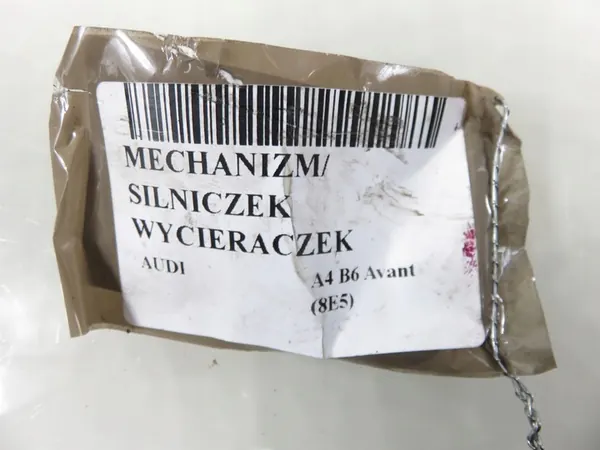 MECHANIZM/
SILNICZEK
WYCIERACZEK
AUDI
A4 B6 Avant
(8E5)